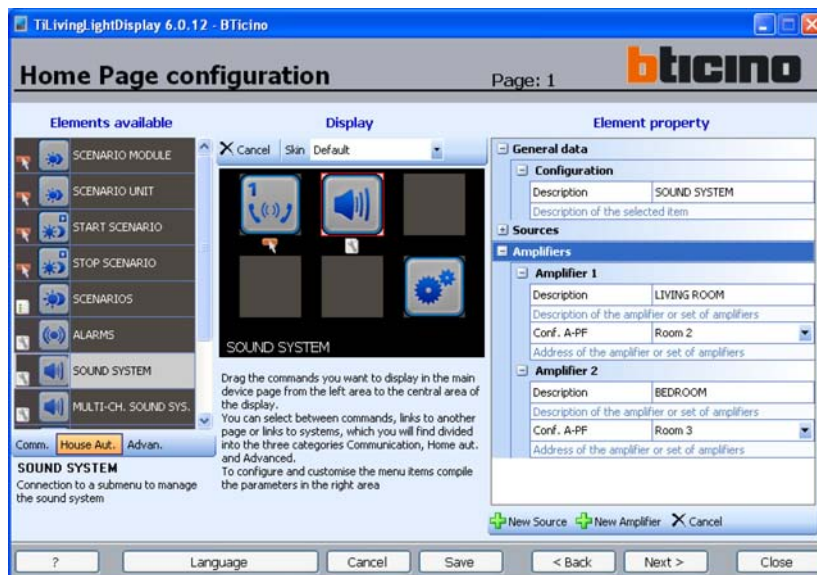 TiLivingLightDisplay 6.0.12 - BTicino
Home Page configuration
Page: 1
bticino
Elements available
SCENARIO MODULE
SCENARIO UNIT
START SCENARIO
STOP SCENARIO
SCENARIOS
ALARMS
SOUND SYSTEM
MULTI-CH. SOUND SYS.
Comm. House Aut. Advan.
SOUND SYSTEM
Connection to a submenu to manage
the sound system
Display
Cancel Skin Default
1
SOUND SYSTEM
Drag the commands you want to display in the main
device page from the left area to the central area of
the display.
You can select between commands, links to another
page or links to systems, which you will find divided
into the three categories Communication, Home aut.
and Advanced.
To configure and customise the menu items compile
the parameters in the right area
Element property
General data
Configuration
Description SOUND SYSTEM
Description of the selected item
Sources
Amplifiers
Amplifier 1
Description LIVING ROOM
Description of the amplifier or set of amplifiers
Conf. A-PF Room 2
Address of the amplifier or set of amplifiers
Amplifier 2
Description BEDROOM
Description of the amplifier or set of amplifiers
Conf. A-PF Room 3
Address of the amplifier or set of amplifiers
New Source New Amplifier Cancel
? Language Cancel Save < Back Next > Close